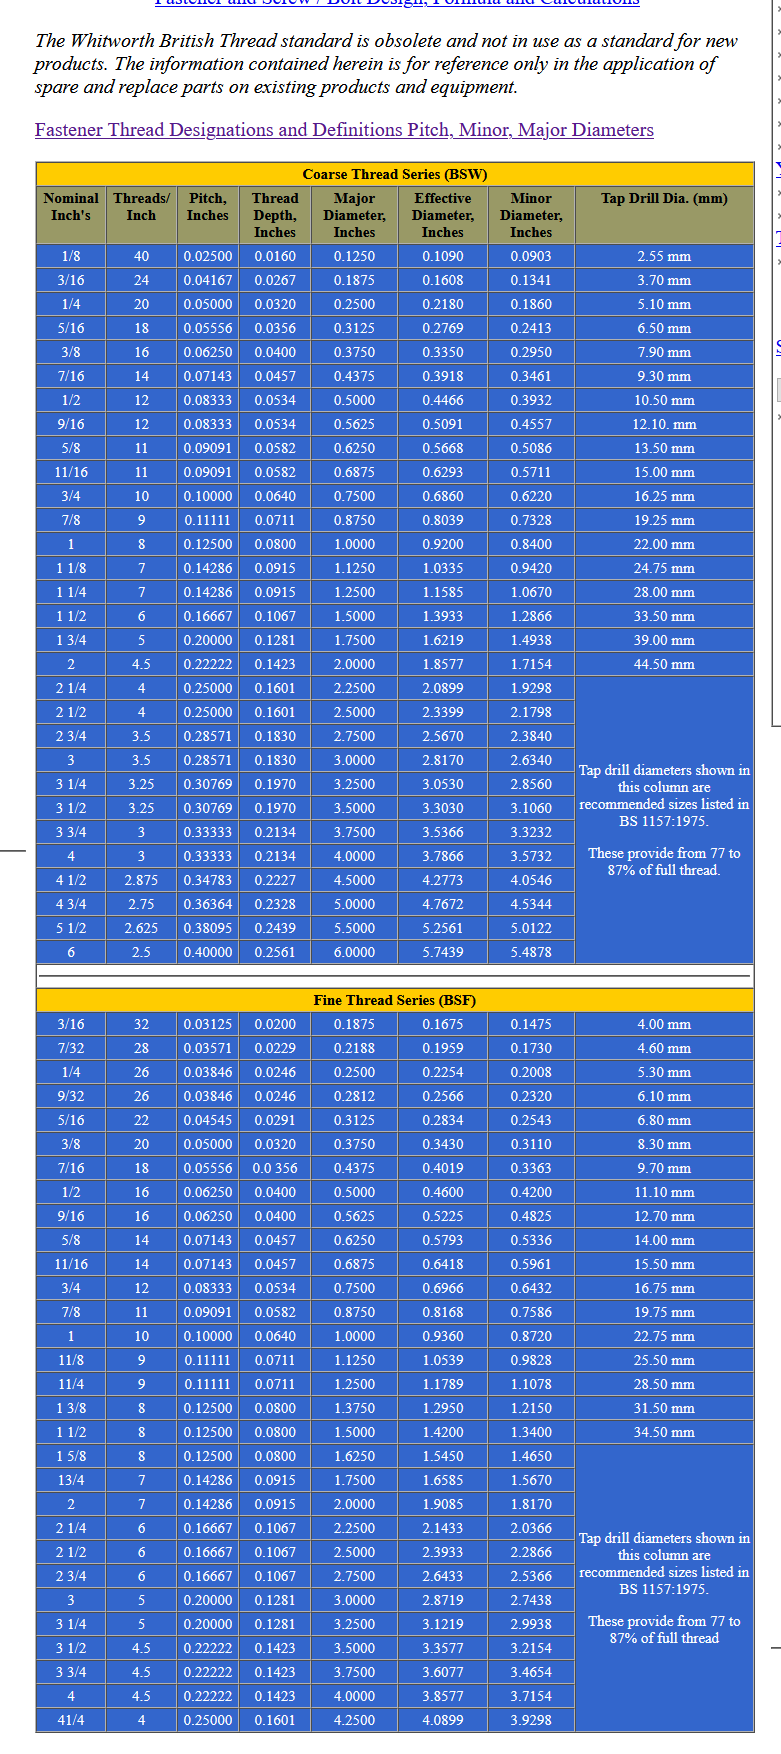 Fastener and Screw / Bolt Design, Formula and Calculations
The Whitworth British Thread standard is obsolete and not in use as a standard for new
products. The information contained herein is for reference only in the application of
spare and replace parts on existing products and equipment.
Fastener Thread Designations and Definitions Pitch, Minor, Major Diameters
Coarse Thread Series (BSW)
Nominal Inch's Threads/ Inch Pitch, Inches Thread Depth, Inches Major Diameter, Inches Effective Diameter, Inches Minor Diameter, Inches Tap Drill Dia. (mm)
1/8 40 0.02500 0.0160 0.1250 0.1090 0.0903 2.55 mm
3/16 24 0.04167 0.0267 0.1875 0.1608 0.1341 3.70 mm
1/4 20 0.05000 0.0320 0.2500 0.2180 0.1860 5.10 mm
5/16 18 0.05556 0.0356 0.3125 0.2769 0.2413 6.50 mm
3/8 16 0.06250 0.0400 0.3750 0.3350 0.2950 7.90 mm
7/16 14 0.07143 0.0457 0.4375 0.3918 0.3461 9.30 mm
1/2 12 0.08333 0.0534 0.5000 0.4466 0.3932 10.50 mm
9/16 12 0.08333 0.0534 0.5625 0.5091 0.4557 12.10. mm
5/8 11 0.09091 0.0582 0.6250 0.5668 0.5086 13.50 mm
11/16 11 0.09091 0.0582 0.6875 0.6293 0.5711 15.00 mm
3/4 10 0.10000 0.0640 0.7500 0.6860 0.6220 16.25 mm
7/8 9 0.11111 0.0711 0.8750 0.8039 0.7328 19.25 mm
1 8 0.12500 0.0800 1.0000 0.9200 0.8400 22.00 mm
1 1/8 7 0.14286 0.0915 1.1250 1.0335 0.9420 24.75 mm
1 1/4 7 0.14286 0.0915 1.2500 1.1585 1.0670 28.00 mm
1 1/2 6 0.16667 0.1067 1.5000 1.3933 1.2866 33.50 mm
1 3/4 5 0.20000 0.1281 1.7500 1.6219 1.4938 39.00 mm
2 4.5 0.22222 0.1423 2.0000 1.8577 1.7154 44.50 mm
2 1/4 4 0.25000 0.1601 2.2500 2.0899 1.9298
2 1/2 4 0.25000 0.1601 2.5000 2.3399 2.1798
2 3/4 3.5 0.28571 0.1830 2.7500 2.5670 2.3840
3 3.5 0.28571 0.1830 3.0000 2.8170 2.6340
3 1/4 3.25 0.30769 0.1970 3.2500 3.0530 2.8560
3 1/2 3.25 0.30769 0.1970 3.5000 3.3030 3.1060
3 3/4 3 0.33333 0.2134 3.7500 3.5366 3.3232
4 3 0.33333 0.2134 4.0000 3.7866 3.5732
4 1/2 2.875 0.34783 0.2227 4.5000 4.2773 4.0546
4 3/4 2.75 0.36364 0.2328 5.0000 4.7672 4.5344
5 1/2 2.625 0.38095 0.2439 5.5000 5.2561 5.0122
6 2.5 0.40000 0.2561 6.0000 5.7439 5.4878
Tap drill diameters shown in
this column are
recommended sizes listed in
BS 1157:1975.
These provide from 77 to
87% of full thread.
Fine Thread Series (BSF)
3/16 32 0.03125 0.0200 0.1875 0.1675 0.1475 4.00 mm
7/32 28 0.03571 0.0229 0.2188 0.1959 0.1730 4.60 mm
1/4 26 0.03846 0.0246 0.2500 0.2254 0.2008 5.30 mm
9/32 26 0.03846 0.0246 0.2812 0.2566 0.2320 6.10 mm
5/16 22 0.04545 0.0291 0.3125 0.2834 0.2543 6.80 mm
3/8 20 0.05000 0.0320 0.3750 0.3430 0.3110 8.30 mm
7/16 18 0.05556 0.0 356 0.4375 0.4019 0.3363 9.70 mm
1/2 16 0.06250 0.0400 0.5000 0.4600 0.4200 11.10 mm
9/16 16 0.06250 0.0400 0.5625 0.5225 0.4825 12.70 mm
5/8 14 0.07143 0.0457 0.6250 0.5793 0.5336 14.00 mm
11/16 14 0.07143 0.0457 0.6875 0.6418 0.5961 15.50 mm
3/4 12 0.08333 0.0534 0.7500 0.6966 0.6432 16.75 mm
7/8 11 0.09091 0.0582 0.8750 0.8168 0.7586 19.75 mm
1 10 0.10000 0.0640 1.0000 0.9360 0.8720 22.75 mm
11/8 9 0.11111 0.0711 1.1250 1.0539 0.9828 25.50 mm
11/4 9 0.11111 0.0711 1.2500 1.1789 1.1078 28.50 mm
1 3/8 8 0.12500 0.0800 1.3750 1.2950 1.2150 31.50 mm
1 1/2 8 0.12500 0.0800 1.5000 1.4200 1.3400 34.50 mm
1 5/8 8 0.12500 0.0800 1.6250 1.5450 1.4650
13/4 7 0.14286 0.0915 1.7500 1.6585 1.5670
2 7 0.14286 0.0915 2.0000 1.9085 1.8170
2 1/4 6 0.16667 0.1067 2.2500 2.1433 2.0366
2 1/2 6 0.16667 0.1067 2.5000 2.3933 2.2866
2 3/4 6 0.16667 0.1067 2.7500 2.6433 2.5366
3 5 0.20000 0.1281 3.0000 2.8719 2.7438
3 1/4 5 0.20000 0.1281 3.2500 3.1219 2.9938
3 1/2 4.5 0.22222 0.1423 3.5000 3.3577 3.2154
3 3/4 4.5 0.22222 0.1423 3.7500 3.6077 3.4654
4 4.5 0.22222 0.1423 4.0000 3.8577 3.7154
41/4 4 0.25000 0.1601 4.2500 4.0899 3.9298
Tap drill diameters shown in
this column are
recommended sizes listed in
BS 1157:1975.
These provide from 77 to
87% of full thread